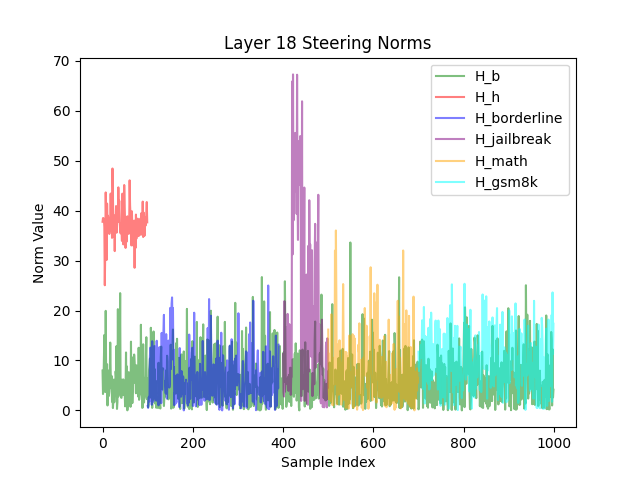 Layer 18 Steering Norms
70
60
50
40
30
20
10
0
Norm Value
H_b
H_h
H_borderline
H_jailbreak
H_math
H_gsm8k
0
200
400
600
800
1000
Sample Index